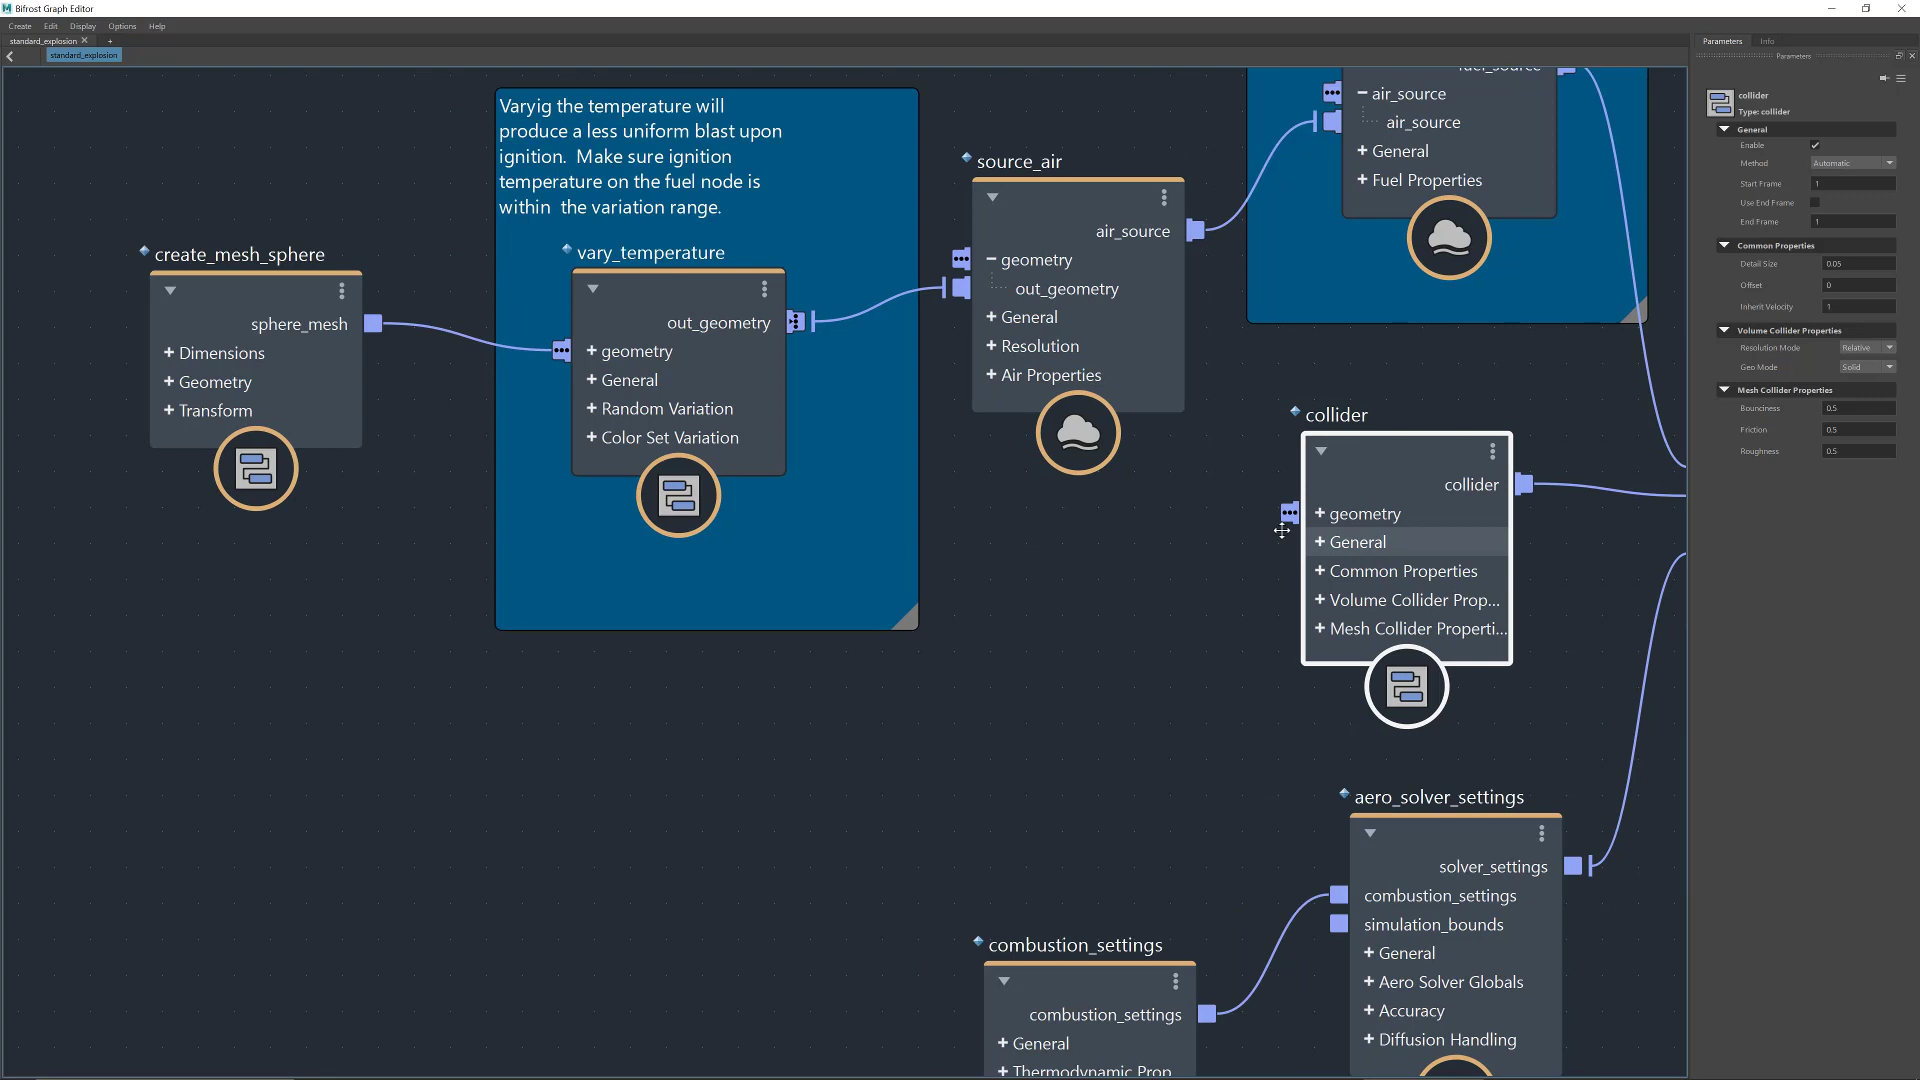 Bifrost Graph Editor
Create Edit Display Options Help
standard_explosion
+
standard_explosion
Varyig the temperature will
produce a less uniform blast upon
ignition. Make sure ignition
temperature on the fuel node is
within the variation range.
create_mesh_sphere
sphere_mesh
+ Dimensions
+ Geometry
+ Transform
vary_temperature
out_geometry
+ geometry
+ General
+ Random Variation
+ Color Set Variation
source_air
air_source
− geometry
out_geometry
+ General
+ Resolution
+ Air Properties
fuel_source
− air_source
air_source
+ General
+ Fuel Properties
collider
collider
+ geometry
+ General
+ Common Properties
+ Volume Collider Prop...
+ Mesh Collider Properti...
aero_solver_settings
solver_settings
combustion_settings
simulation_bounds
+ General
+ Aero Solver Globals
+ Accuracy
+ Diffusion Handling
combustion_settings
combustion_settings
+ General
+ Thermodynamic Prop
Parameters Info
Parameters
collider
Type: collider
General
Enable
Method Automatic
Start Frame 1
Use End Frame
End Frame 1
Common Properties
Detail Size 0.05
Offset 0
Inherit Velocity 1
Volume Collider Properties
Resolution Mode Relative
Geo Mode Solid
Mesh Collider Properties
Bounciness 0.5
Friction 0.5
Roughness 0.5